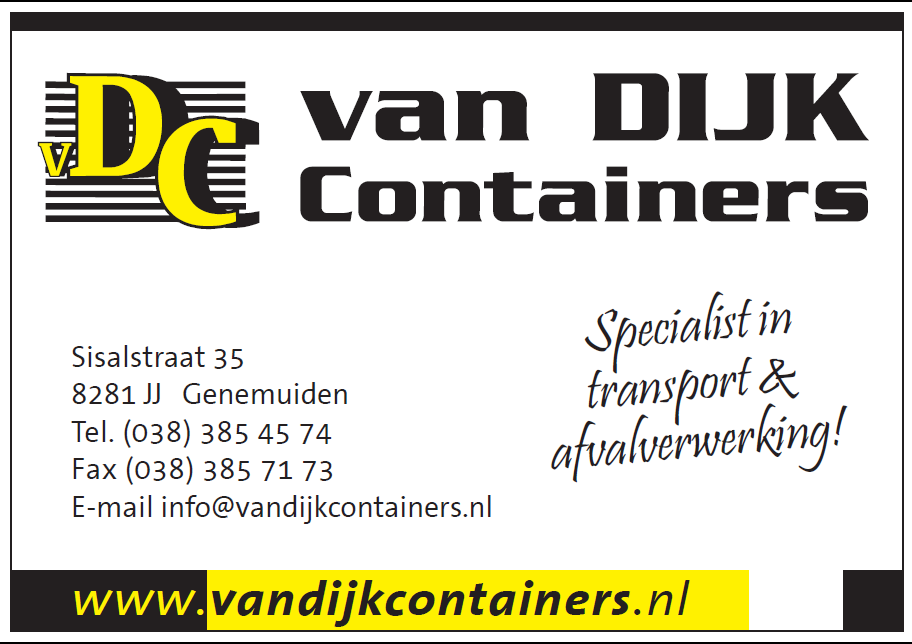 vDC
van DIJK
Containers
Specialist in
transport &
afvalverwerking!
Sisalstraat 35
8281 JJ Genemuiden
Tel. (038) 385 45 74
Fax (038) 385 71 73
E-mail info@vandijkcontainers.nl
www.vandijkcontainers.nl